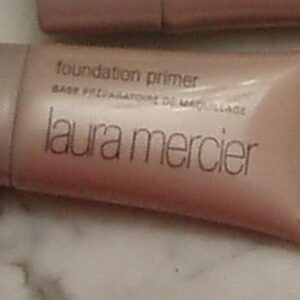 foundation primer
BASE PRÉPARATOIRE DE MAQUILLAGE
laura mercier